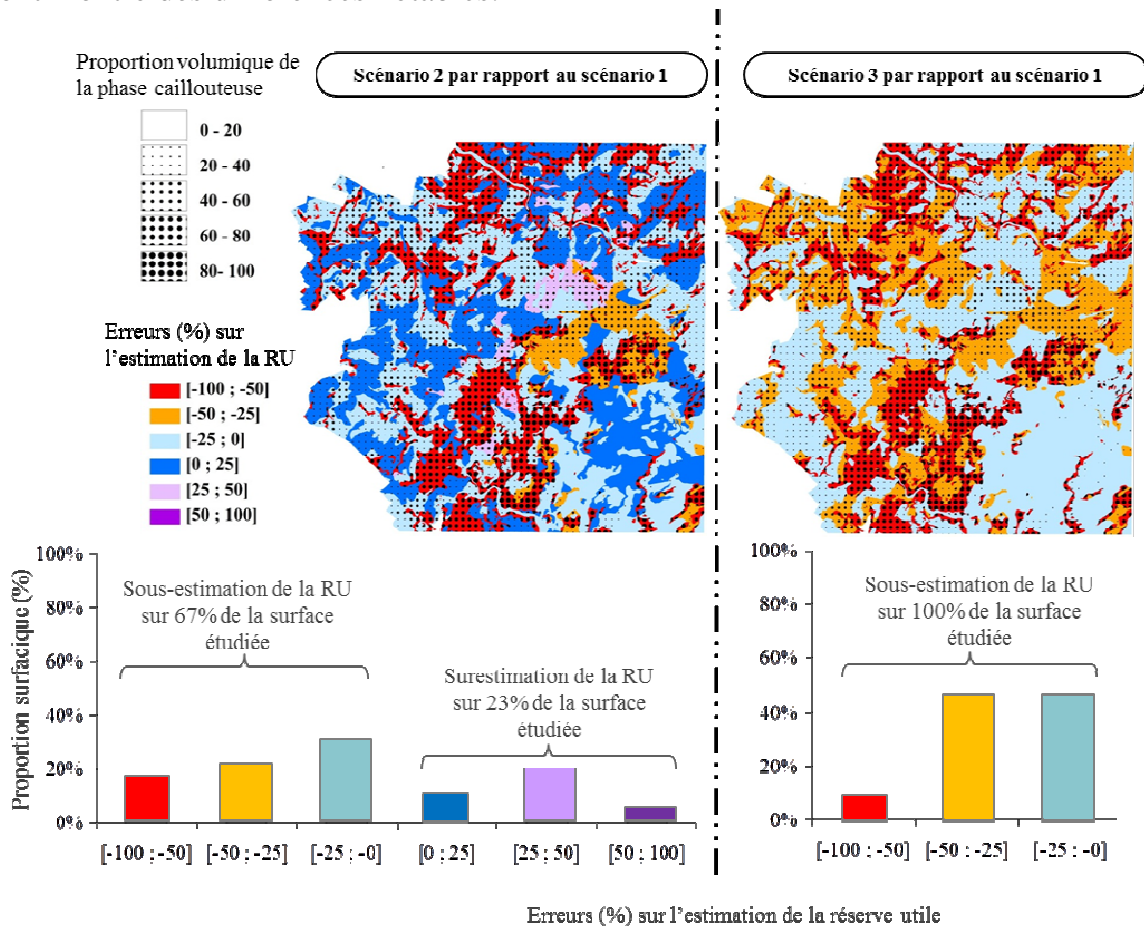 Proportion volumique de
la phase caillouteuse
0 - 20
20 - 40
40 - 60
60 - 80
80- 100
Scénario 2 par rapport au scénario 1
Scénario 3 par rapport au scénario 1
Erreurs (%) sur
l'estimation de la RU
[-100 ; -50]
[-50 ; -25]
[-25 ; 0]
[0 ; 25]
[25 ; 50]
[50 ; 100]
Proportion surfacique (%)
100%
80%
60%
40%
20%
0%
Sous-estimation de la RU
sur 67% de la surface
étudiée
Surestimation de la RU
sur 23% de la surface
étudiée
[-100 ; -50]
[-50 ; -25]
[-25 ; -0]
[0 ; 25]
[25 ; 50]
[50 ; 100]
100%
80%
60%
40%
20%
0%
Sous-estimation de la RU
sur 100% de la surface
étudiée
[-100 ; -50]
[-50 ; -25]
[-25 ; -0]
Erreurs (%) sur l'estimation de la réserve utile